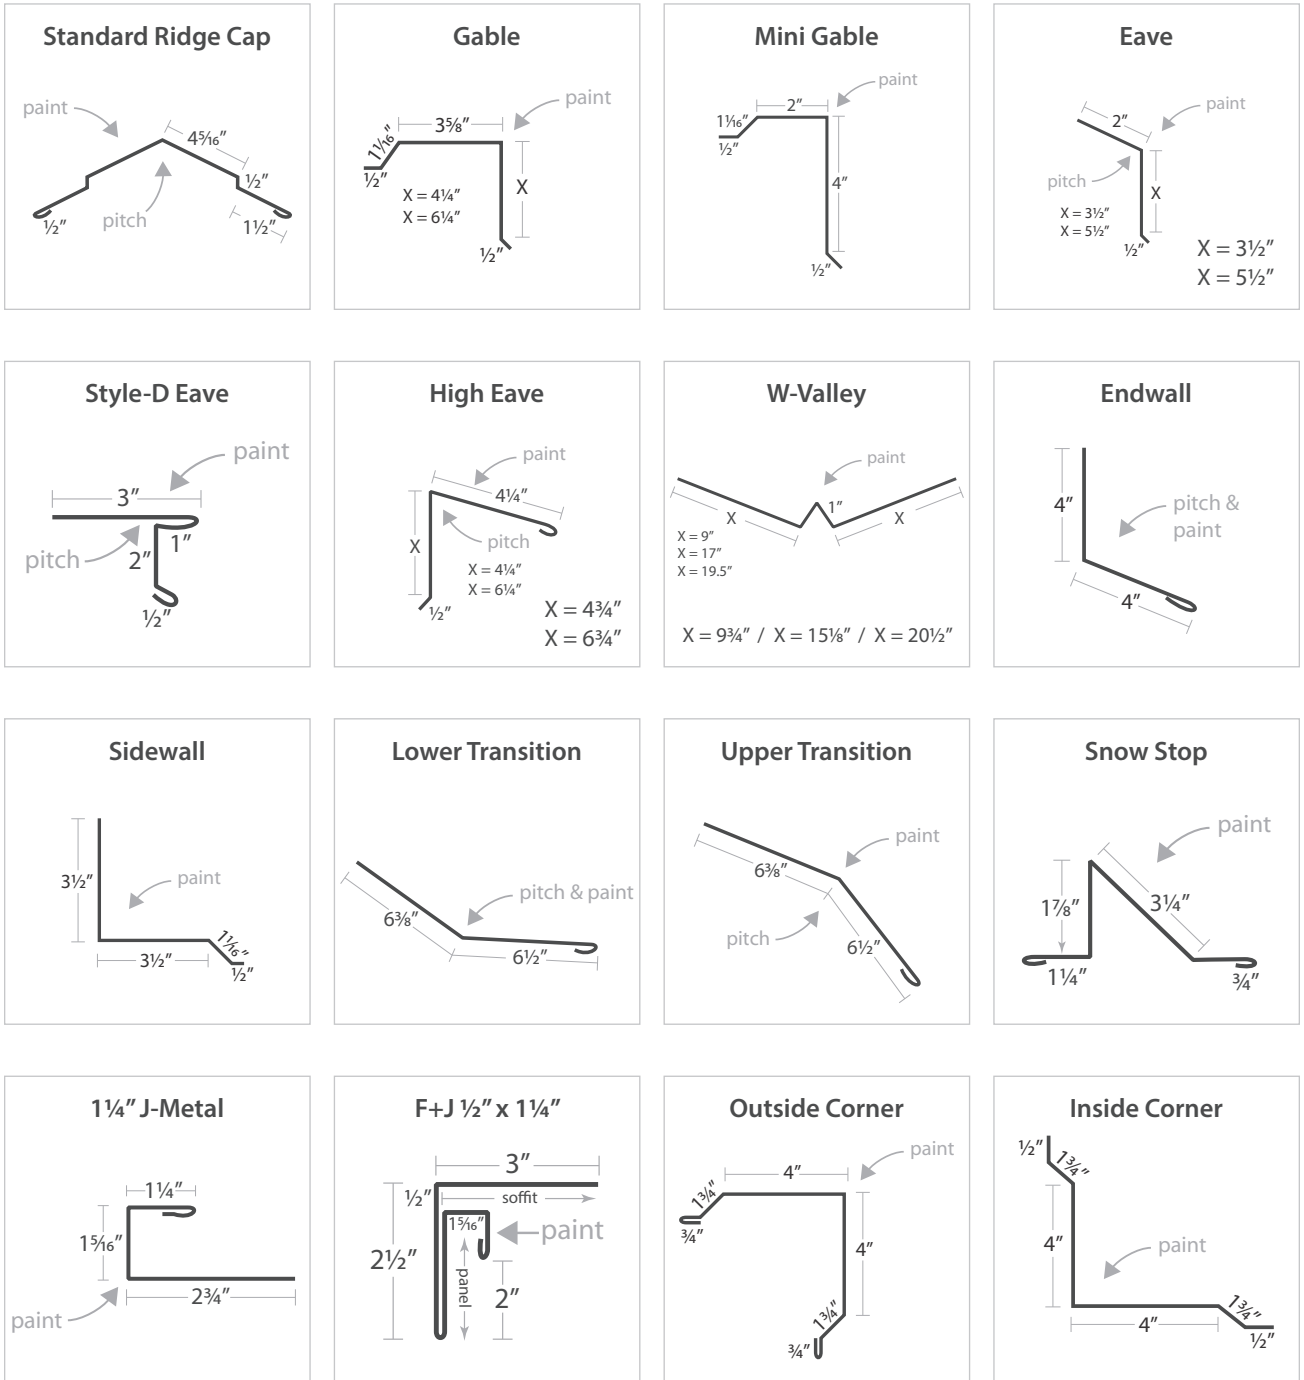 Standard Ridge Cap
paint
4⁵⁄₁₆”
½”
½”
pitch
1½”
Gable
paint
3⅝”
1¹⁄₁₆”
½”
X
X = 4¼”
X = 6¼”
½”
Mini Gable
paint
2”
1¹⁄₁₆”
½”
4”
½”
Eave
paint
2”
pitch
X
X = 3½”
X = 5½”
½”
X = 3½”
X = 5½”
Style-D Eave
paint
3”
pitch
2”
1”
½”
High Eave
paint
4¼”
X
pitch
X = 4¼”
X = 6¼”
½”
X = 4¾”
X = 6¾”
W-Valley
paint
1”
X
X
X = 9”
X = 17”
X = 19.5”
X = 9¾” / X = 15⅛” / X = 20½”
Endwall
4”
pitch &
paint
4”
Sidewall
3½”
paint
1¹⁄₁₆”
3½”
½”
Lower Transition
pitch & paint
6⅜”
6½”
Upper Transition
paint
6⅜”
pitch
6½”
Snow Stop
paint
1⅞”
3¼”
1¼”
¾”
1¼” J-Metal
1¼”
1⁵⁄₁₆”
2¾”
paint
F+J ½” x 1¼”
3”
½”
soffit
1⁵⁄₁₆”
paint
2½”
panel
2”
Outside Corner
paint
4”
1¾”
¾”
4”
1¾”
¾”
Inside Corner
½”
1¾”
4”
paint
1¾”
4”
½”